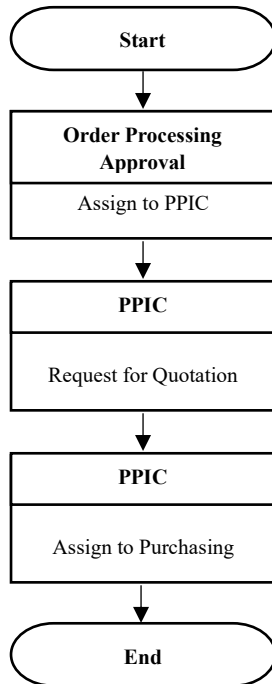 Start
Order Processing
Approval
Assign to PPIC
PPIC
Request for Quotation
PPIC
Assign to Purchasing
End